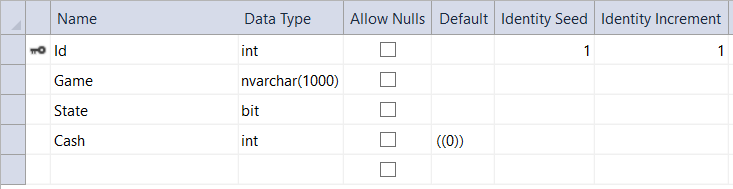 Name Data Type Allow Nulls Default Identity Seed Identity Increment
Id int 1 1
Game nvarchar(1000)
State bit
Cash int ((0))